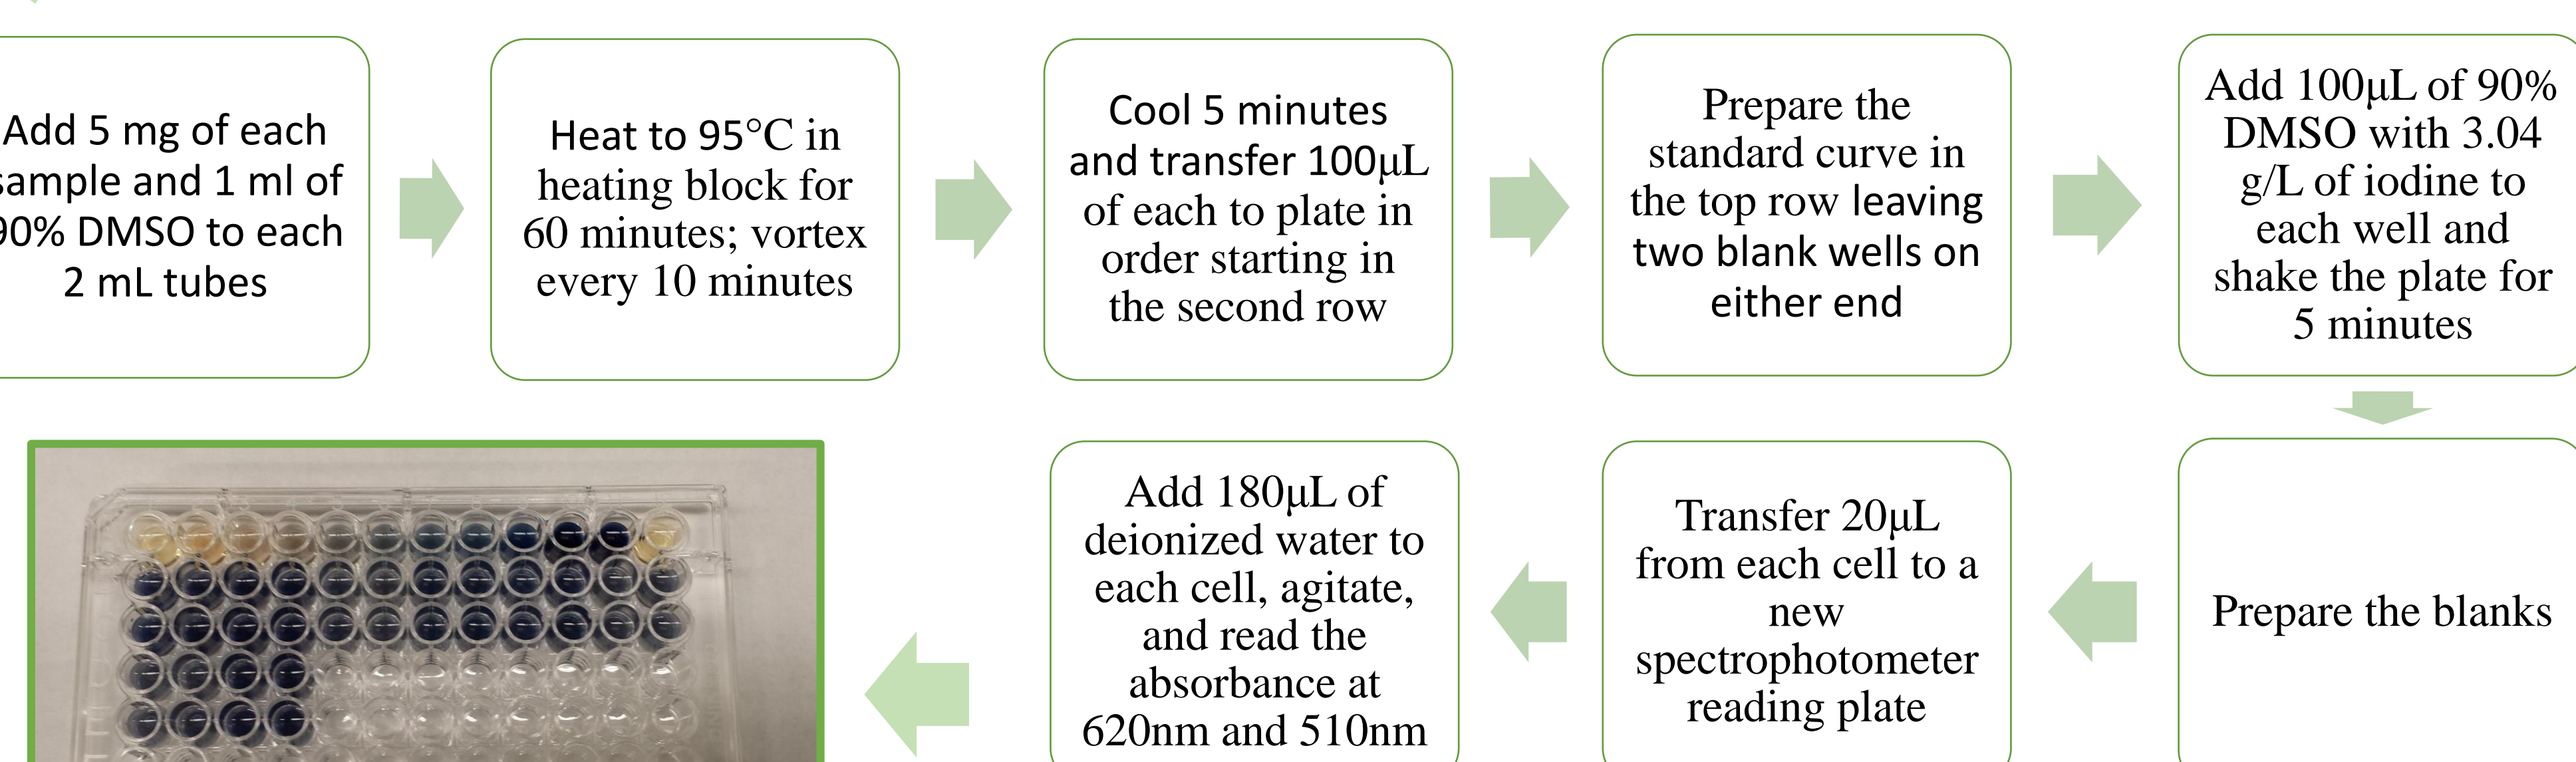 Add 5 mg of each
sample and 1 ml of
90% DMSO to each
2 mL tubes
Heat to 95°C in
heating block for
60 minutes; vortex
every 10 minutes
Cool 5 minutes
and transfer 100μL
of each to plate in
order starting in
the second row
Prepare the
standard curve in
the top row leaving
two blank wells on
either end
Add 100μL of 90%
DMSO with 3.04
g/L of iodine to
each well and
shake the plate for
5 minutes
Prepare the blanks
Transfer 20μL
from each cell to a
new
spectrophotometer
reading plate
Add 180μL of
deionized water to
each cell, agitate,
and read the
absorbance at
620nm and 510nm